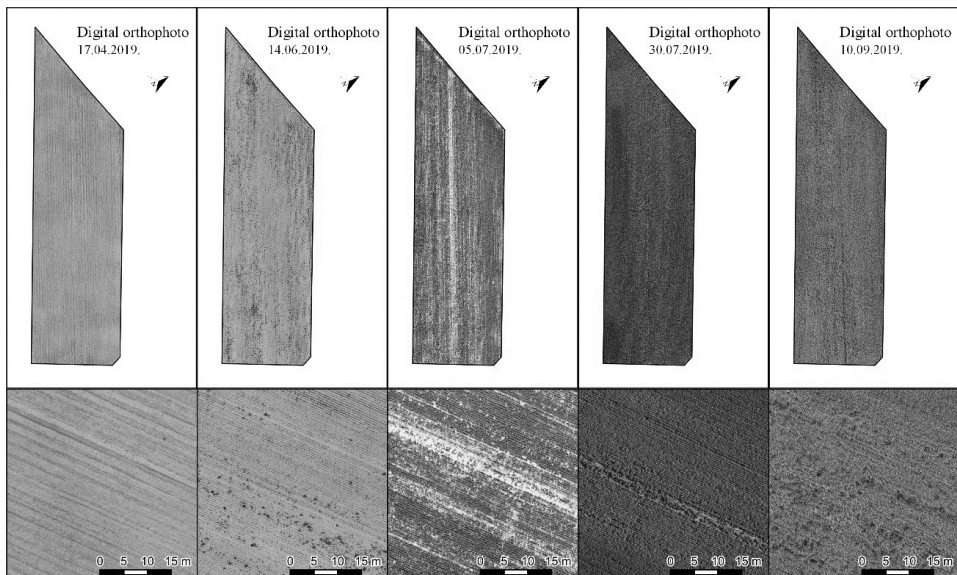 Digital orthophoto
17.04.2019.
Digital orthophoto
14.06.2019.
Digital orthophoto
05.07.2019.
Digital orthophoto
30.07.2019.
Digital orthophoto
10.09.2019.
0 5 10 15 m
0 5 10 15 m
0 5 10 15 m
0 5 10 15 m
0 5 10 15 m